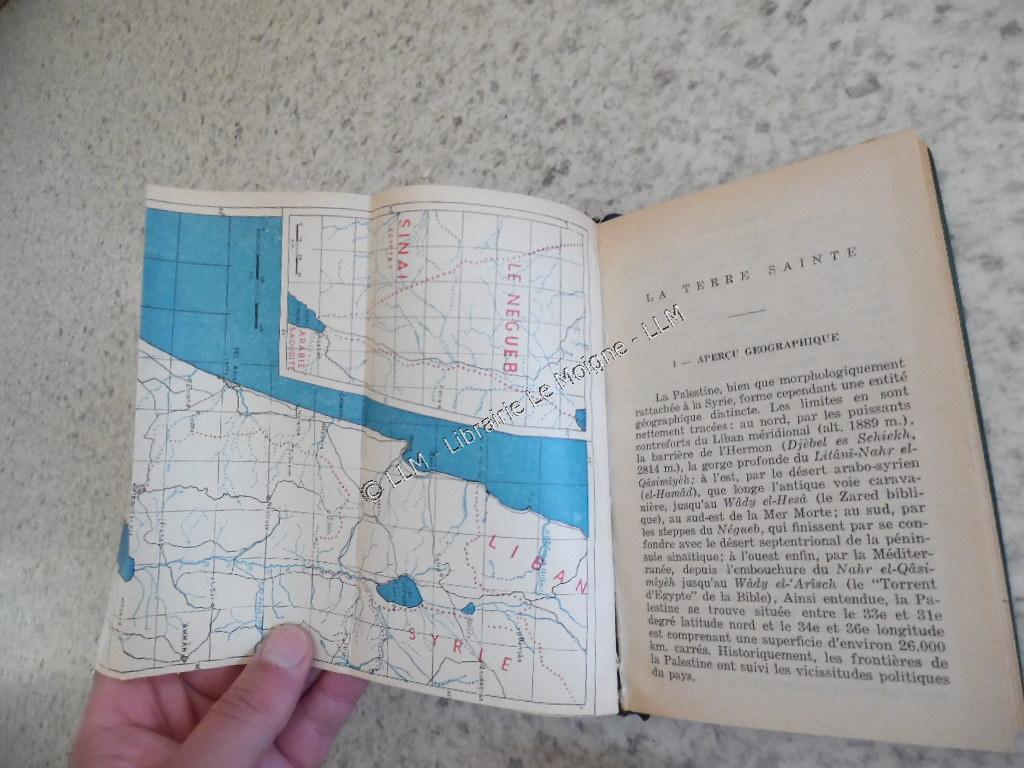 SINAI
LE NEGUEB
ARABIE
SAOUDITE
LIBAN
SYRIE
AMMAN
© LLM - Librairie Le Moigne - LLM
LA TERRE SAINTE
I — APERÇU GEOGRAPHIQUE
La Palestine, bien que morphologiquement
rattachée à la Syrie, forme cependant une entité
géographique distincte. Les limites en sont
nettement tracées : au nord, par les puissants
contreforts du Liban méridional (alt. 1889 m.),
la barrière de l'Hermon (Djébel es Scheikh,
2814 m.), la gorge profonde du Litâni-Nahr el-
Qâsimîyèh ; à l'est, par le désert arabo-syrien
(el-Hamâd), que longe l'antique voie carava-
nière, jusqu'au Wâdy el-Hesâ (le Zared bibli-
que), au sud-est de la Mer Morte ; au sud, par
les steppes du Négueb, qui finissent par se con-
fondre avec le désert septentrional de la pénin-
sule sinaïtique ; à l'ouest enfin, par la Méditer-
ranée, depuis l'embouchure du Nahr el-Qâsi-
miyèh jusqu'au Wâdy el-'Arîsch (le "Torrent
d'Egypte" de la Bible), Ainsi entendue, la Pa-
lestine se trouve située entre le 33e et 31e
degré latitude nord et le 34e et 36e longitude
est comprenant une superficie d'environ 26.000
km. carrés. Historiquement, les frontières de
la Palestine ont suivi les vicissitudes politiques
du pays.